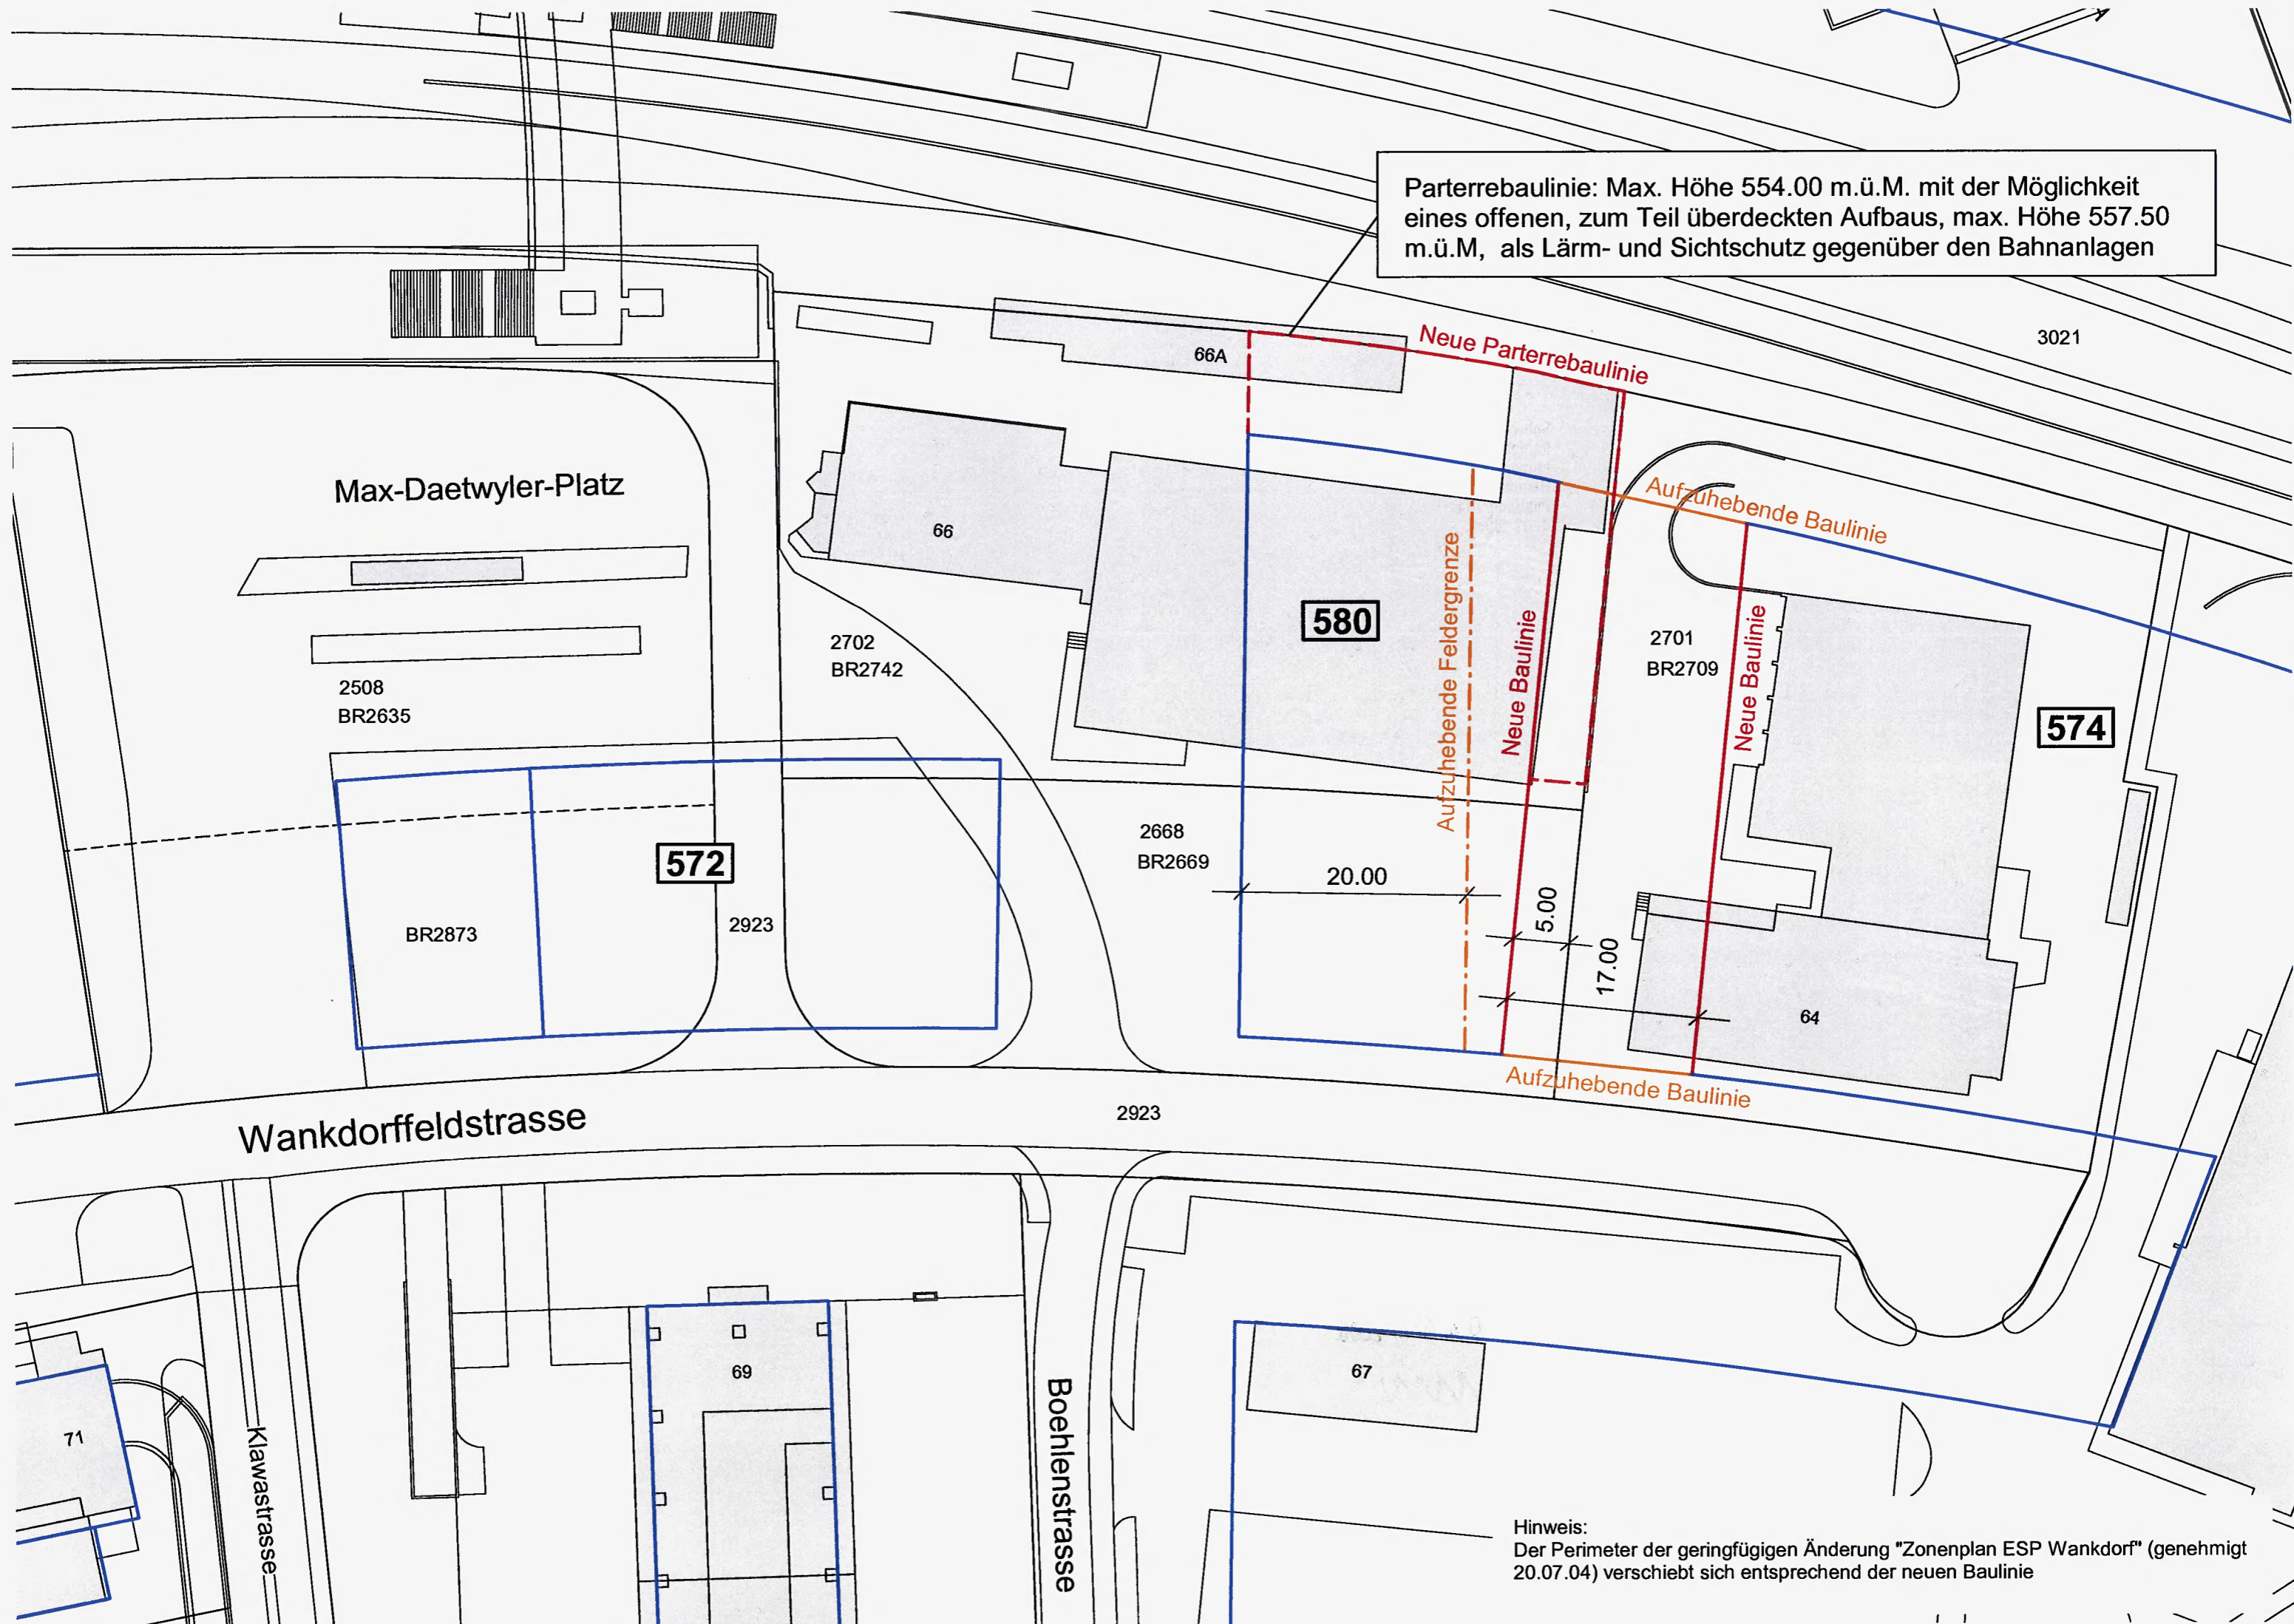 Parterrebaulinie: Max. Höhe 554.00 m.ü.M. mit der Möglichkeit
eines offenen, zum Teil überdeckten Aufbaus, max. Höhe 557.50
m.ü.M, als Lärm- und Sichtschutz gegenüber den Bahnanlagen
3021
Neue Parterrebaulinie
66A
Max-Daetwyler-Platz
66
Aufzuhebende Baulinie
Aufzuhebende Feldergrenze
580
Neue Baulinie
2701
BR2709
Neue Baulinie
574
2702
BR2742
2508
BR2635
572
2668
BR2669
20.00
5.00
17.00
BR2873
2923
64
Aufzuhebende Baulinie
Wankdorffeldstrasse
2923
69
67
71
Klawastrasse
Boehlenstrasse
Hinweis:
Der Perimeter der geringfügigen Änderung "Zonenplan ESP Wankdorf" (genehmigt
20.07.04) verschiebt sich entsprechend der neuen Baulinie